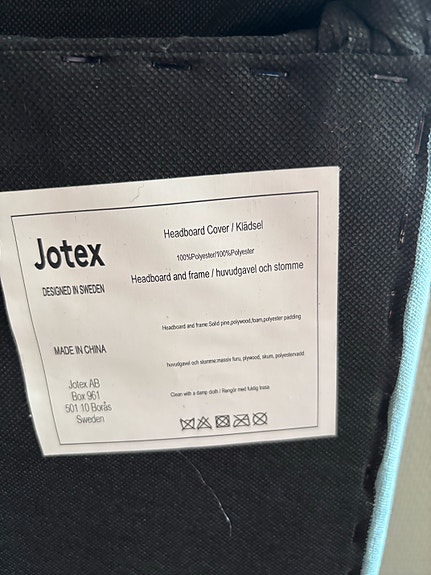 Jotex
DESIGNED IN SWEDEN
MADE IN CHINA
Jotex AB
Box 961
501 10 Borås
Sweden
Headboard Cover / Klädsel
100%Polyester/100%Polyester
Headboard and frame / huvudgavel och stomme
Headboard and frame:Solid pine,polywood,foam,polyester padding
huvudgavel och stomme:massiv furu, plywood, skum, polyestervadd
Clean with a damp cloth / Rengör med fuktig trasa